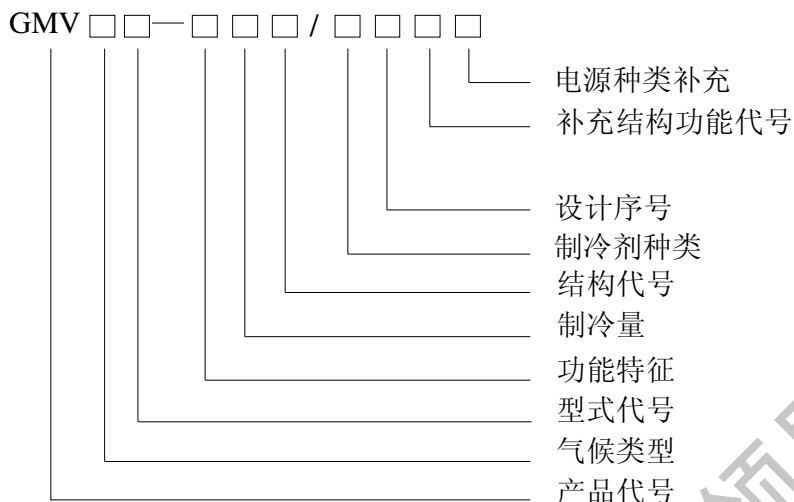 GMV □□—□□□/□□□□
电源种类补充
补充结构功能代号
设计序号
制冷剂种类
结构代号
制冷量
功能特征
型式代号
气候类型
产品代号